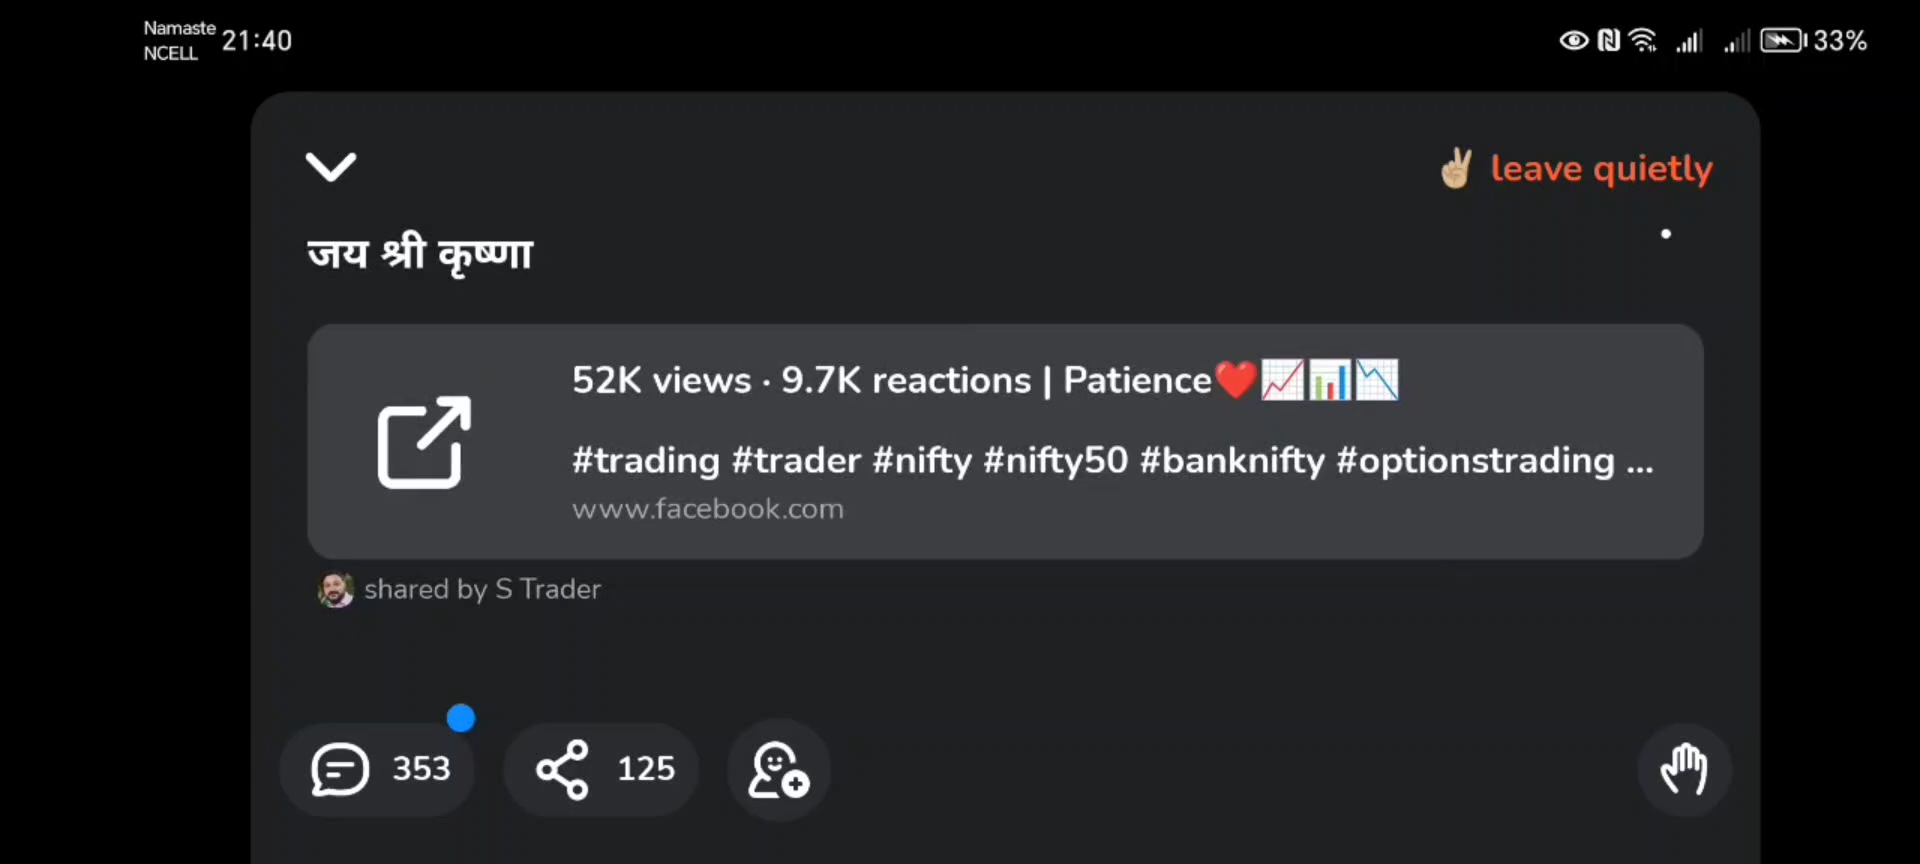 Namaste
NCELL
21:40
33%
✌🏼 leave quietly
जय श्री कृष्णा
52K views · 9.7K reactions | Patience❤️📈📊📉
#trading #trader #nifty #nifty50 #banknifty #optionstrading ...
www.facebook.com
shared by S Trader
353
125